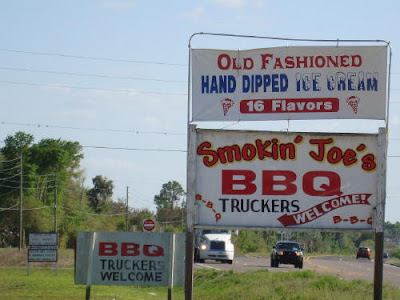 OLD FASHIONED
HAND DIPPED ICE CREAM
16 Flavors
Smokin' Joe's
BBQ
TRUCKERS
WELCOME!
B-B-Q
BBQ
TRUCKERS
WELCOME